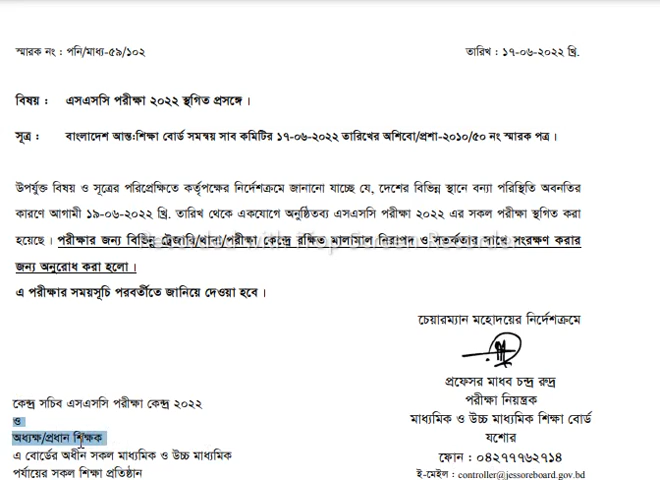 স্মারক নং : পনি/মাধ্য-৫৯/১০২
তারিখ : ১৭-০৬-২০২২ খ্রি.
বিষয় : এসএসসি পরীক্ষা ২০২২ স্থগিত প্রসঙ্গে ।
সূত্র : বাংলাদেশ আন্ত:শিক্ষা বোর্ড সমন্বয় সাব কমিটির ১৭-০৬-২০২২ তারিখের অশিবো/প্রশা-২০১০/৫০ নং স্মারক পত্র ।
উপর্যুক্ত বিষয় ও সূত্রের পরিপ্রেক্ষিতে কর্তৃপক্ষের নির্দেশক্রমে জানানো যাচ্ছে যে, দেশের বিভিন্ন স্থানে বন্যা পরিস্থিতি অবনতির
কারণে আগামী ১৯-০৬-২০২২ খ্রি. তারিখ থেকে একযোগে অনুষ্ঠিতব্য এসএসসি পরীক্ষা ২০২২ এর সকল পরীক্ষা স্থগিত করা
হয়েছে । পরীক্ষার জন্য বিভিন্ন ট্রেজারি/থানা/পরীক্ষা কেন্দ্রে রক্ষিত মালামাল নিরাপদ ও সতর্কতার সাথে সংরক্ষণ করার
জন্য অনুরোধ করা হলো ।
এ পরীক্ষার সময়সূচি পরবর্তীতে জানিয়ে দেওয়া হবে ।
চেয়ারম্যান মহোদয়ের নির্দেশক্রমে
প্রফেসর মাধব চন্দ্র রুদ্র
পরীক্ষা নিয়ন্ত্রক
মাধ্যমিক ও উচ্চ মাধ্যমিক শিক্ষা বোর্ড
যশোর
ফোন : ০৪২৭৭৭৬২৭১৪
ই-মেইল : controller@jessoreboard.gov.bd
কেন্দ্র সচিব এসএসসি পরীক্ষা কেন্দ্র ২০২২
ও
অধ্যক্ষ/প্রধান শিক্ষক
এ বোর্ডের অধীন সকল মাধ্যমিক ও উচ্চ মাধ্যমিক
পর্যায়ের সকল শিক্ষা প্রতিষ্ঠান